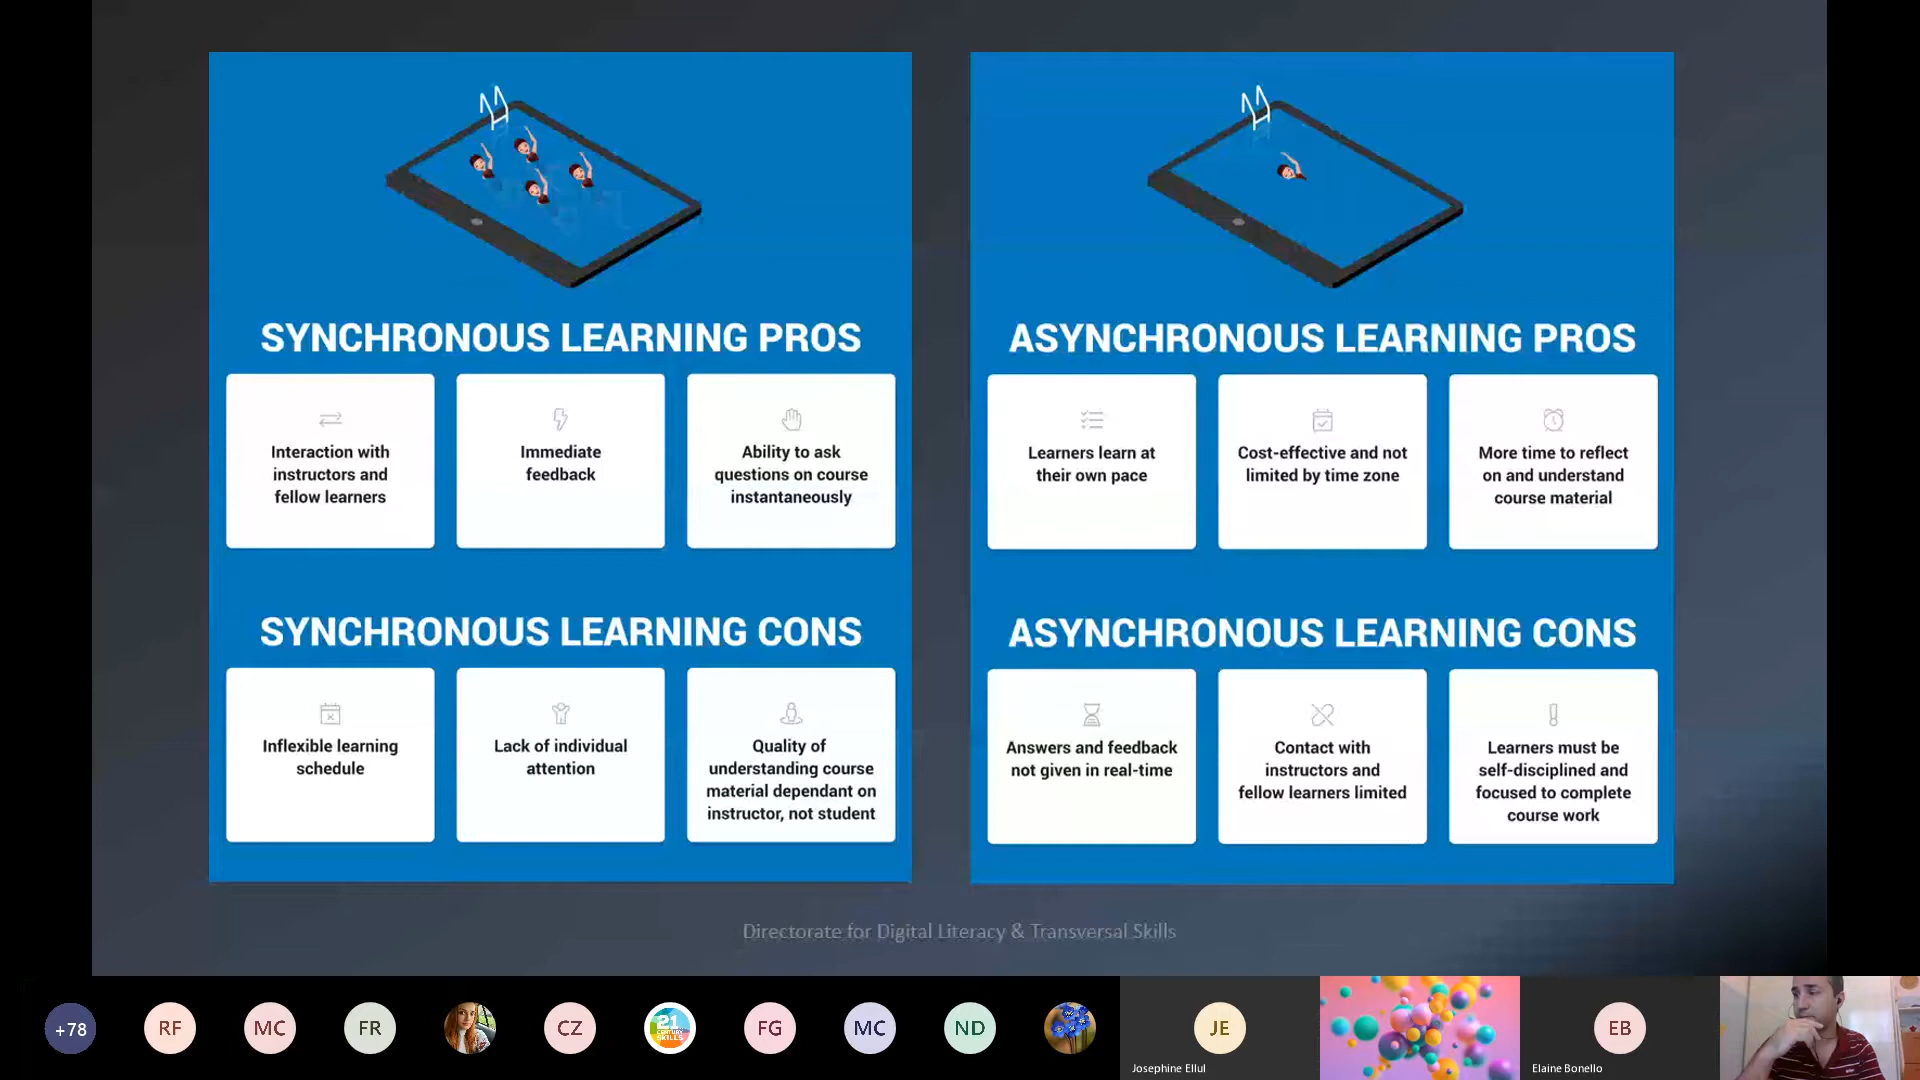 SYNCHRONOUS LEARNING PROS
Interaction with
instructors and
fellow learners
Immediate
feedback
Ability to ask
questions on course
instantaneously
SYNCHRONOUS LEARNING CONS
Inflexible learning
schedule
Lack of individual
attention
Quality of
understanding course
material dependant on
instructor, not student
ASYNCHRONOUS LEARNING PROS
Learners learn at
their own pace
Cost-effective and not
limited by time zone
More time to reflect
on and understand
course material
ASYNCHRONOUS LEARNING CONS
Answers and feedback
not given in real-time
Contact with
instructors and
fellow learners limited
Learners must be
self-disciplined and
focused to complete
course work
Directorate for Digital Literacy & Transversal Skills
+78
RF
MC
FR
CZ
21
CENTURY
SKILLS
FG
MC
ND
JE
Josephine Ellul
EB
Elaine Bonello